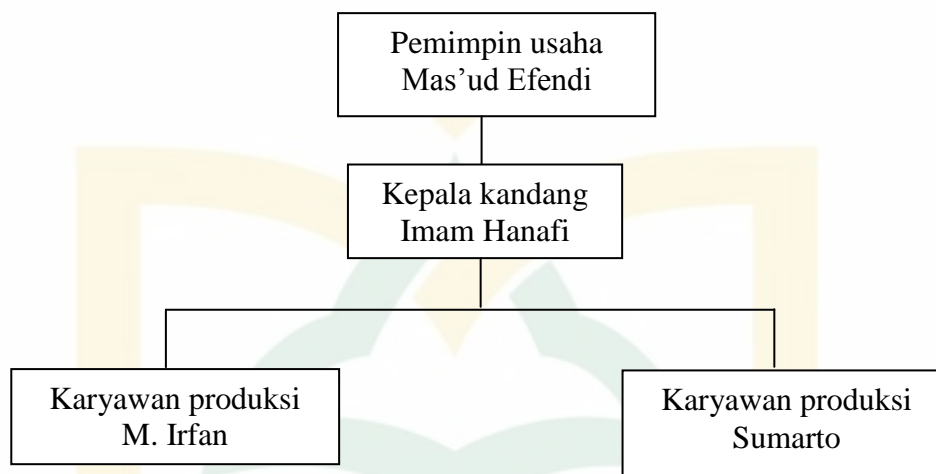 Pemimpin usaha
Mas’ud Efendi
Kepala kandang
Imam Hanafi
Karyawan produksi
M. Irfan
Karyawan produksi
Sumarto